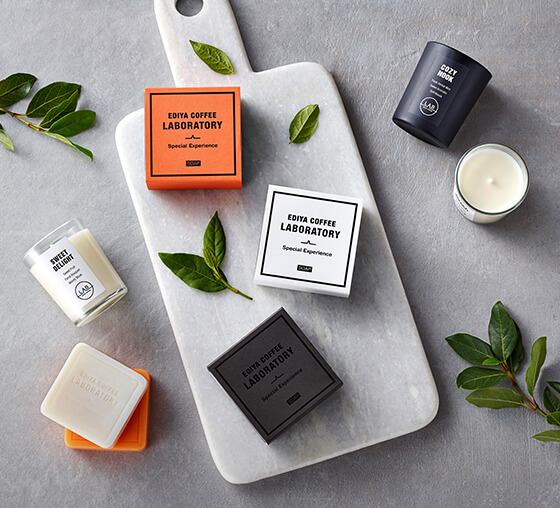 EDIYA COFFEE
LABORATORY
Special Experience
SOAP
COZY
NOOK
LAB
EDIYA COFFEE
LABORATORY
Special Experience
SOAP
SWEET
DELIGHT
LAB
EDIYA COFFEE
LABORATORY
Special Experience
SOAP
EDIYA COFFEE
LABORATORY